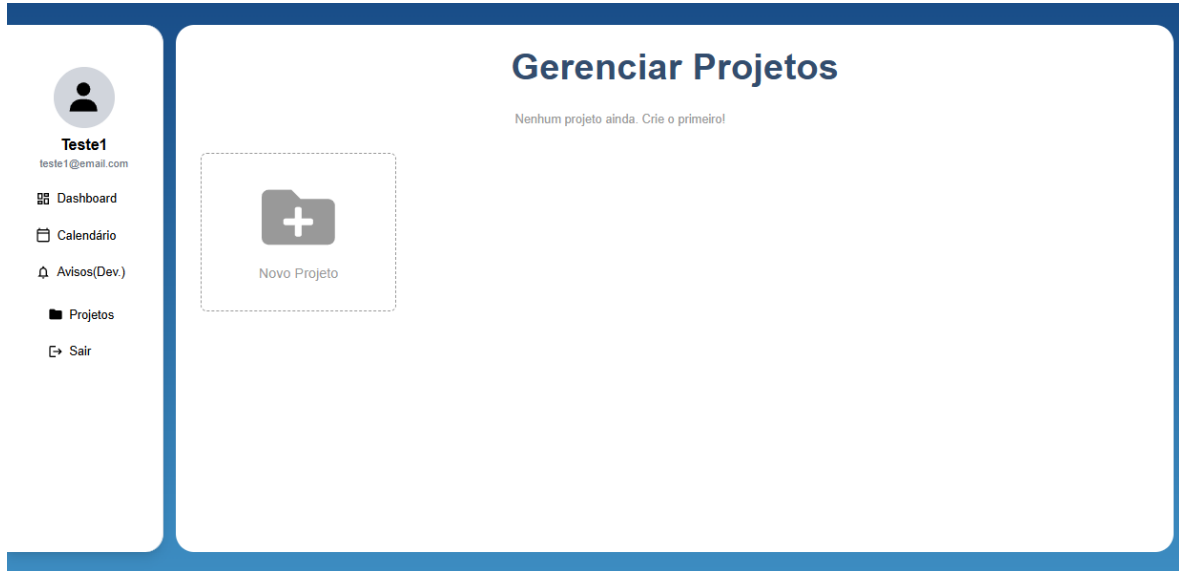 Teste1
teste1@email.com
Dashboard
Calendário
Avisos(Dev.)
Projetos
Sair
Gerenciar Projetos
Nenhum projeto ainda. Crie o primeiro!
Novo Projeto